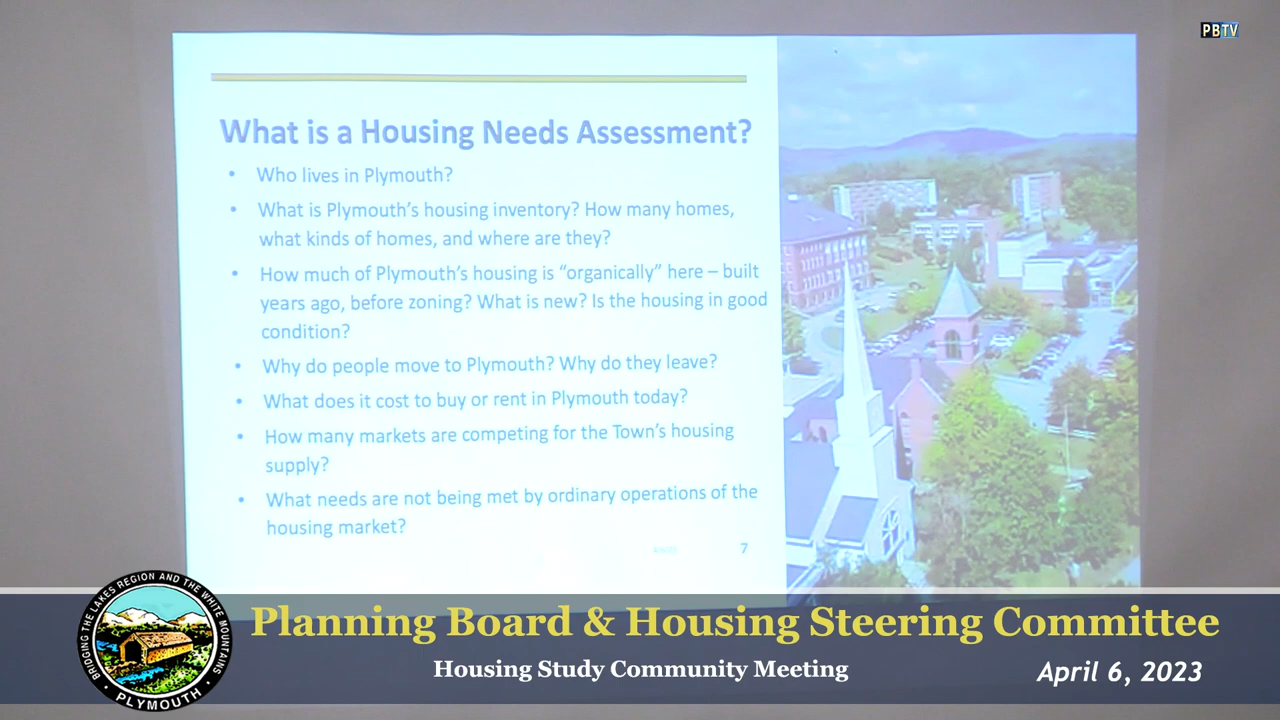 PBTV
What is a Housing Needs Assessment?
• Who lives in Plymouth?
• What is Plymouth's housing inventory? How many homes,
what kinds of homes, and where are they?
• How much of Plymouth's housing is “organically” here – built
years ago, before zoning? What is new? Is the housing in good
condition?
• Why do people move to Plymouth? Why do they leave?
• What does it cost to buy or rent in Plymouth today?
• How many markets are competing for the Town's housing
supply?
• What needs are not being met by ordinary operations of the
housing market?
7
BRIDGING THE LAKES REGION AND THE WHITE MOUNTAINS
• PLYMOUTH •
Planning Board & Housing Steering Committee
Housing Study Community Meeting
April 6, 2023